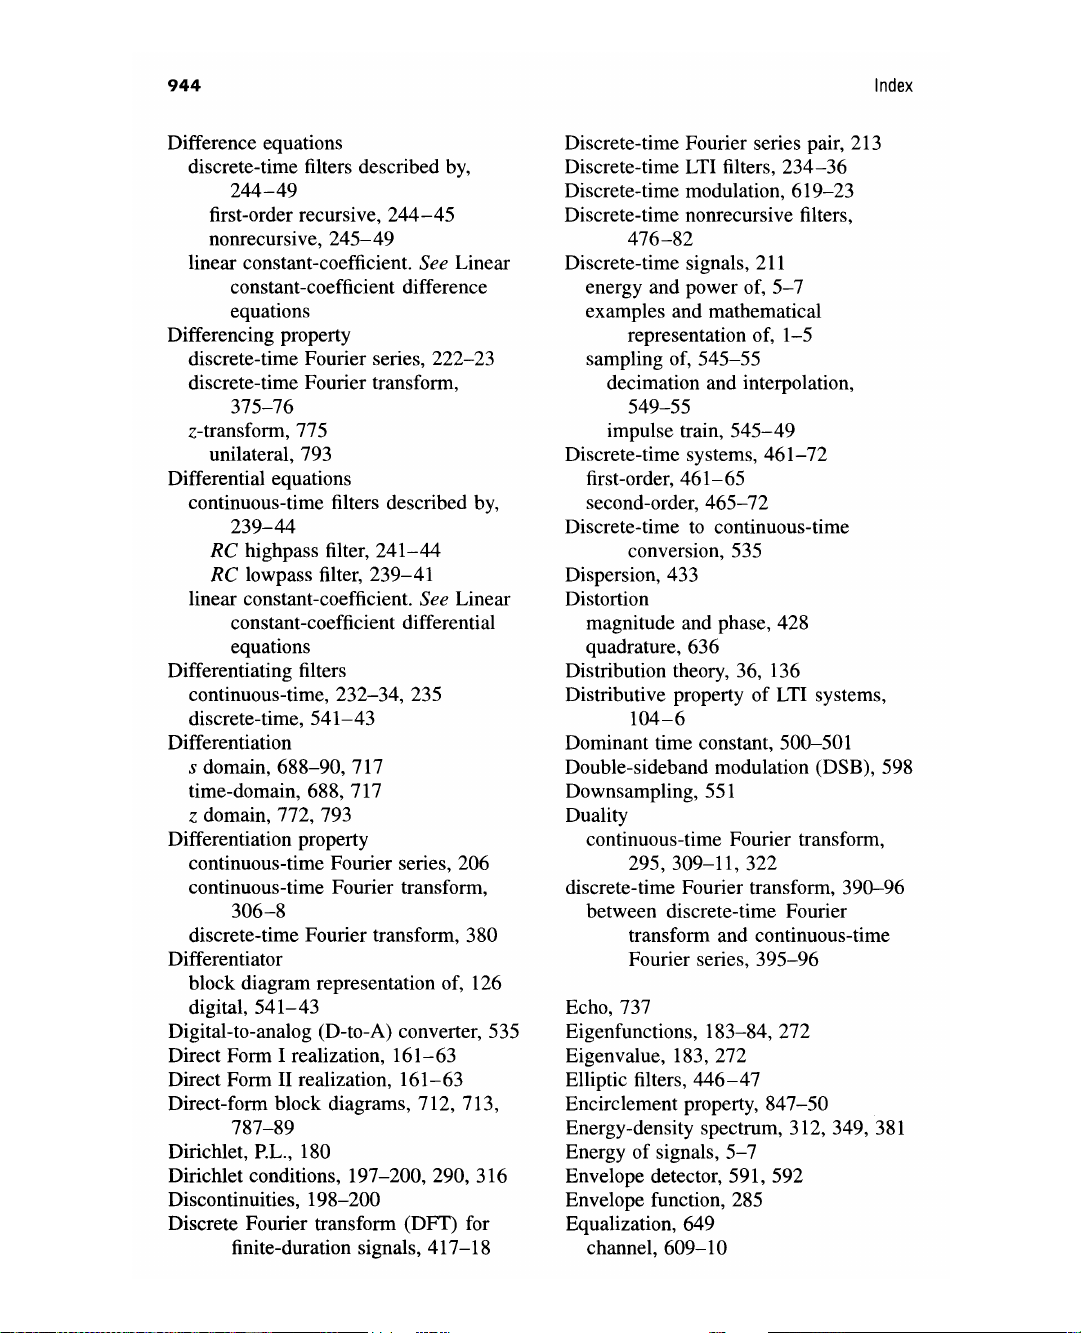 944
Index
Difference equations
discrete-time filters described by,
244–49
first-order recursive, 244–45
nonrecursive, 245–49
linear constant-coefficient. See Linear
constant-coefficient difference
equations
Differencing property
discrete-time Fourier series, 222–23
discrete-time Fourier transform,
375–76
z-transform, 775
unilateral, 793
Differential equations
continuous-time filters described by,
239–44
RC highpass filter, 241–44
RC lowpass filter, 239–41
linear constant-coefficient. See Linear
constant-coefficient differential
equations
Differentiating filters
continuous-time, 232–34, 235
discrete-time, 541–43
Differentiation
s domain, 688–90, 717
time-domain, 688, 717
z domain, 772, 793
Differentiation property
continuous-time Fourier series, 206
continuous-time Fourier transform,
306–8
discrete-time Fourier transform, 380
Differentiator
block diagram representation of, 126
digital, 541–43
Digital-to-analog (D-to-A) converter, 535
Direct Form I realization, 161–63
Direct Form II realization, 161–63
Direct-form block diagrams, 712, 713,
787–89
Dirichlet, P.L., 180
Dirichlet conditions, 197–200, 290, 316
Discontinuities, 198–200
Discrete Fourier transform (DFT) for
finite-duration signals, 417–18
Discrete-time Fourier series pair, 213
Discrete-time LTI filters, 234–36
Discrete-time modulation, 619–23
Discrete-time nonrecursive filters,
476–82
Discrete-time signals, 211
energy and power of, 5–7
examples and mathematical
representation of, 1–5
sampling of, 545–55
decimation and interpolation,
549–55
impulse train, 545–49
Discrete-time systems, 461–72
first-order, 461–65
second-order, 465–72
Discrete-time to continuous-time
conversion, 535
Dispersion, 433
Distortion
magnitude and phase, 428
quadrature, 636
Distribution theory, 36, 136
Distributive property of LTI systems,
104–6
Dominant time constant, 500–501
Double-sideband modulation (DSB), 598
Downsampling, 551
Duality
continuous-time Fourier transform,
295, 309–11, 322
discrete-time Fourier transform, 390–96
between discrete-time Fourier
transform and continuous-time
Fourier series, 395–96
Echo, 737
Eigenfunctions, 183–84, 272
Eigenvalue, 183, 272
Elliptic filters, 446–47
Encirclement property, 847–50
Energy-density spectrum, 312, 349, 381
Energy of signals, 5–7
Envelope detector, 591, 592
Envelope function, 285
Equalization, 649
channel, 609–10